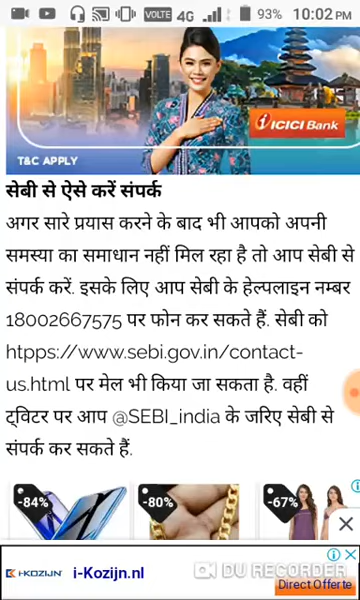 VOLTE 4G 93% 10:02 PM
ICICI Bank
T&C APPLY
सेबी से ऐसे करें संपर्क
अगर सारे प्रयास करने के बाद भी आपको अपनी
समस्या का समाधान नहीं मिल रहा है तो आप सेबी से
संपर्क करें. इसके लिए आप सेबी के हेल्पलाइन नम्बर
18002667575 पर फोन कर सकते हैं. सेबी को
htpps://www.sebi.gov.in/contact-
us.html पर मेल भी किया जा सकता है. वहीं
ट्विटर पर आप @SEBI_india के जरिए सेबी से
संपर्क कर सकते हैं.
-84% -80% -67%
i-KOZIJN i-Kozijn.nl DU RECORDER
Direct Offerte